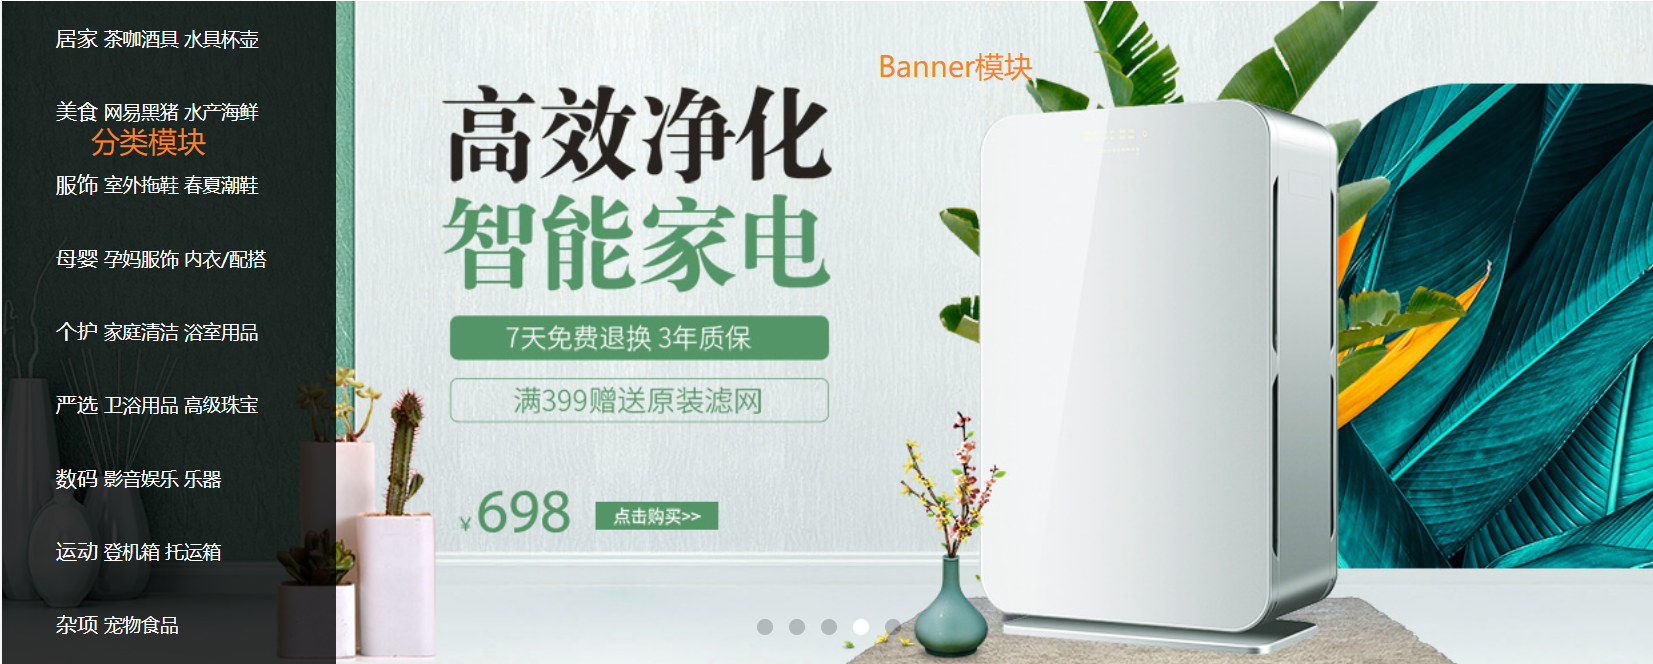 居家 茶咖酒具 水具杯壶
美食 网易黑猪 水产海鲜
分类模块
服饰 室外拖鞋 春夏潮鞋
母婴 孕妈服饰 内衣/配搭
个护 家庭清洁 浴室用品
严选 卫浴用品 高级珠宝
数码 影音娱乐 乐器
运动 登机箱 托运箱
杂项 宠物食品
Banner模块
高效净化
智能家电
7天免费退换 3年质保
满399赠送原装滤网
¥698
点击购买>>